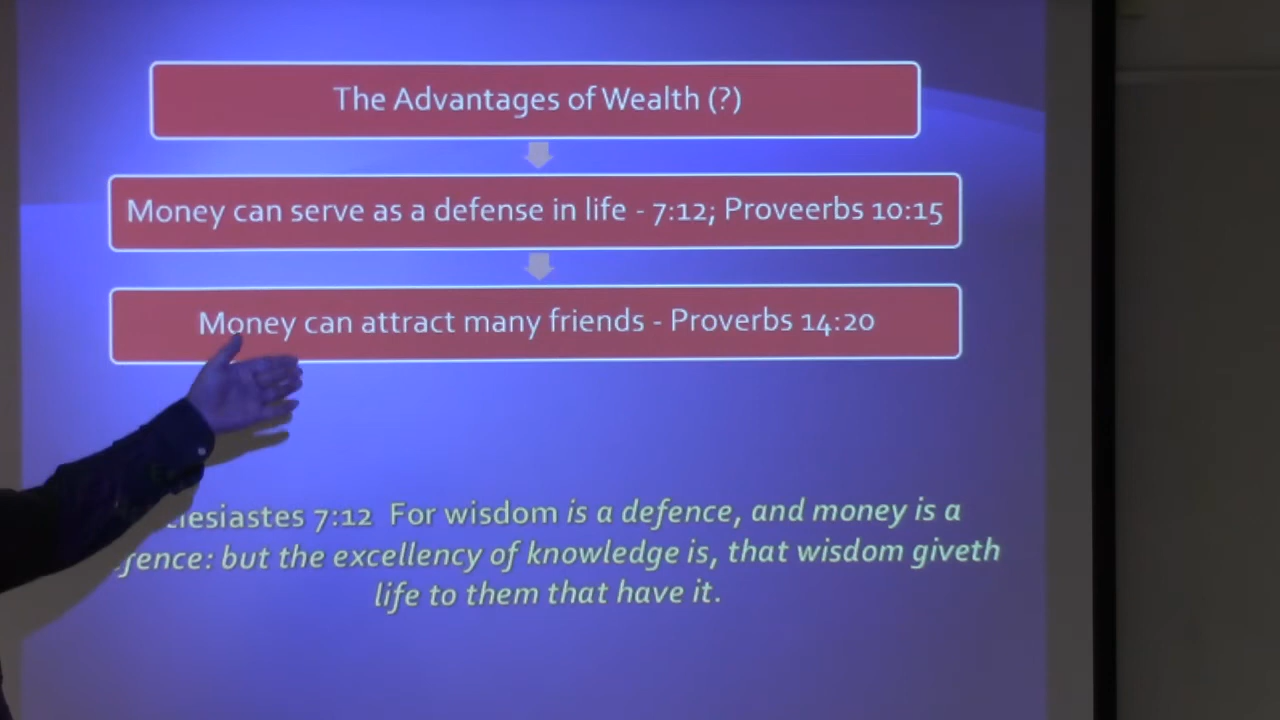 The Advantages of Wealth (?)
Money can serve as a defense in life - 7:12; Proveerbs 10:15
Money can attract many friends - Proverbs 14:20
7:12 For wisdom is a defence, and money is a
but the excellency of knowledge is, that wisdom giveth
life to them that have it.